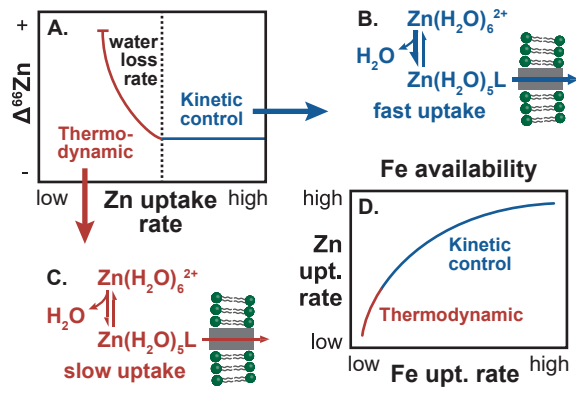 + A.
water
loss
rate
Δ⁶⁶Zn
Kinetic
control
Thermo-
dynamic
-
low Zn uptake high
rate
B. Zn(H₂O)₆²⁺
H₂O
Zn(H₂O)₅L
fast uptake
C. Zn(H₂O)₆²⁺
H₂O
Zn(H₂O)₅L
slow uptake
Fe availability
high D.
Zn
upt.
rate
Kinetic
control
Thermodynamic
low
low high
Fe upt. rate